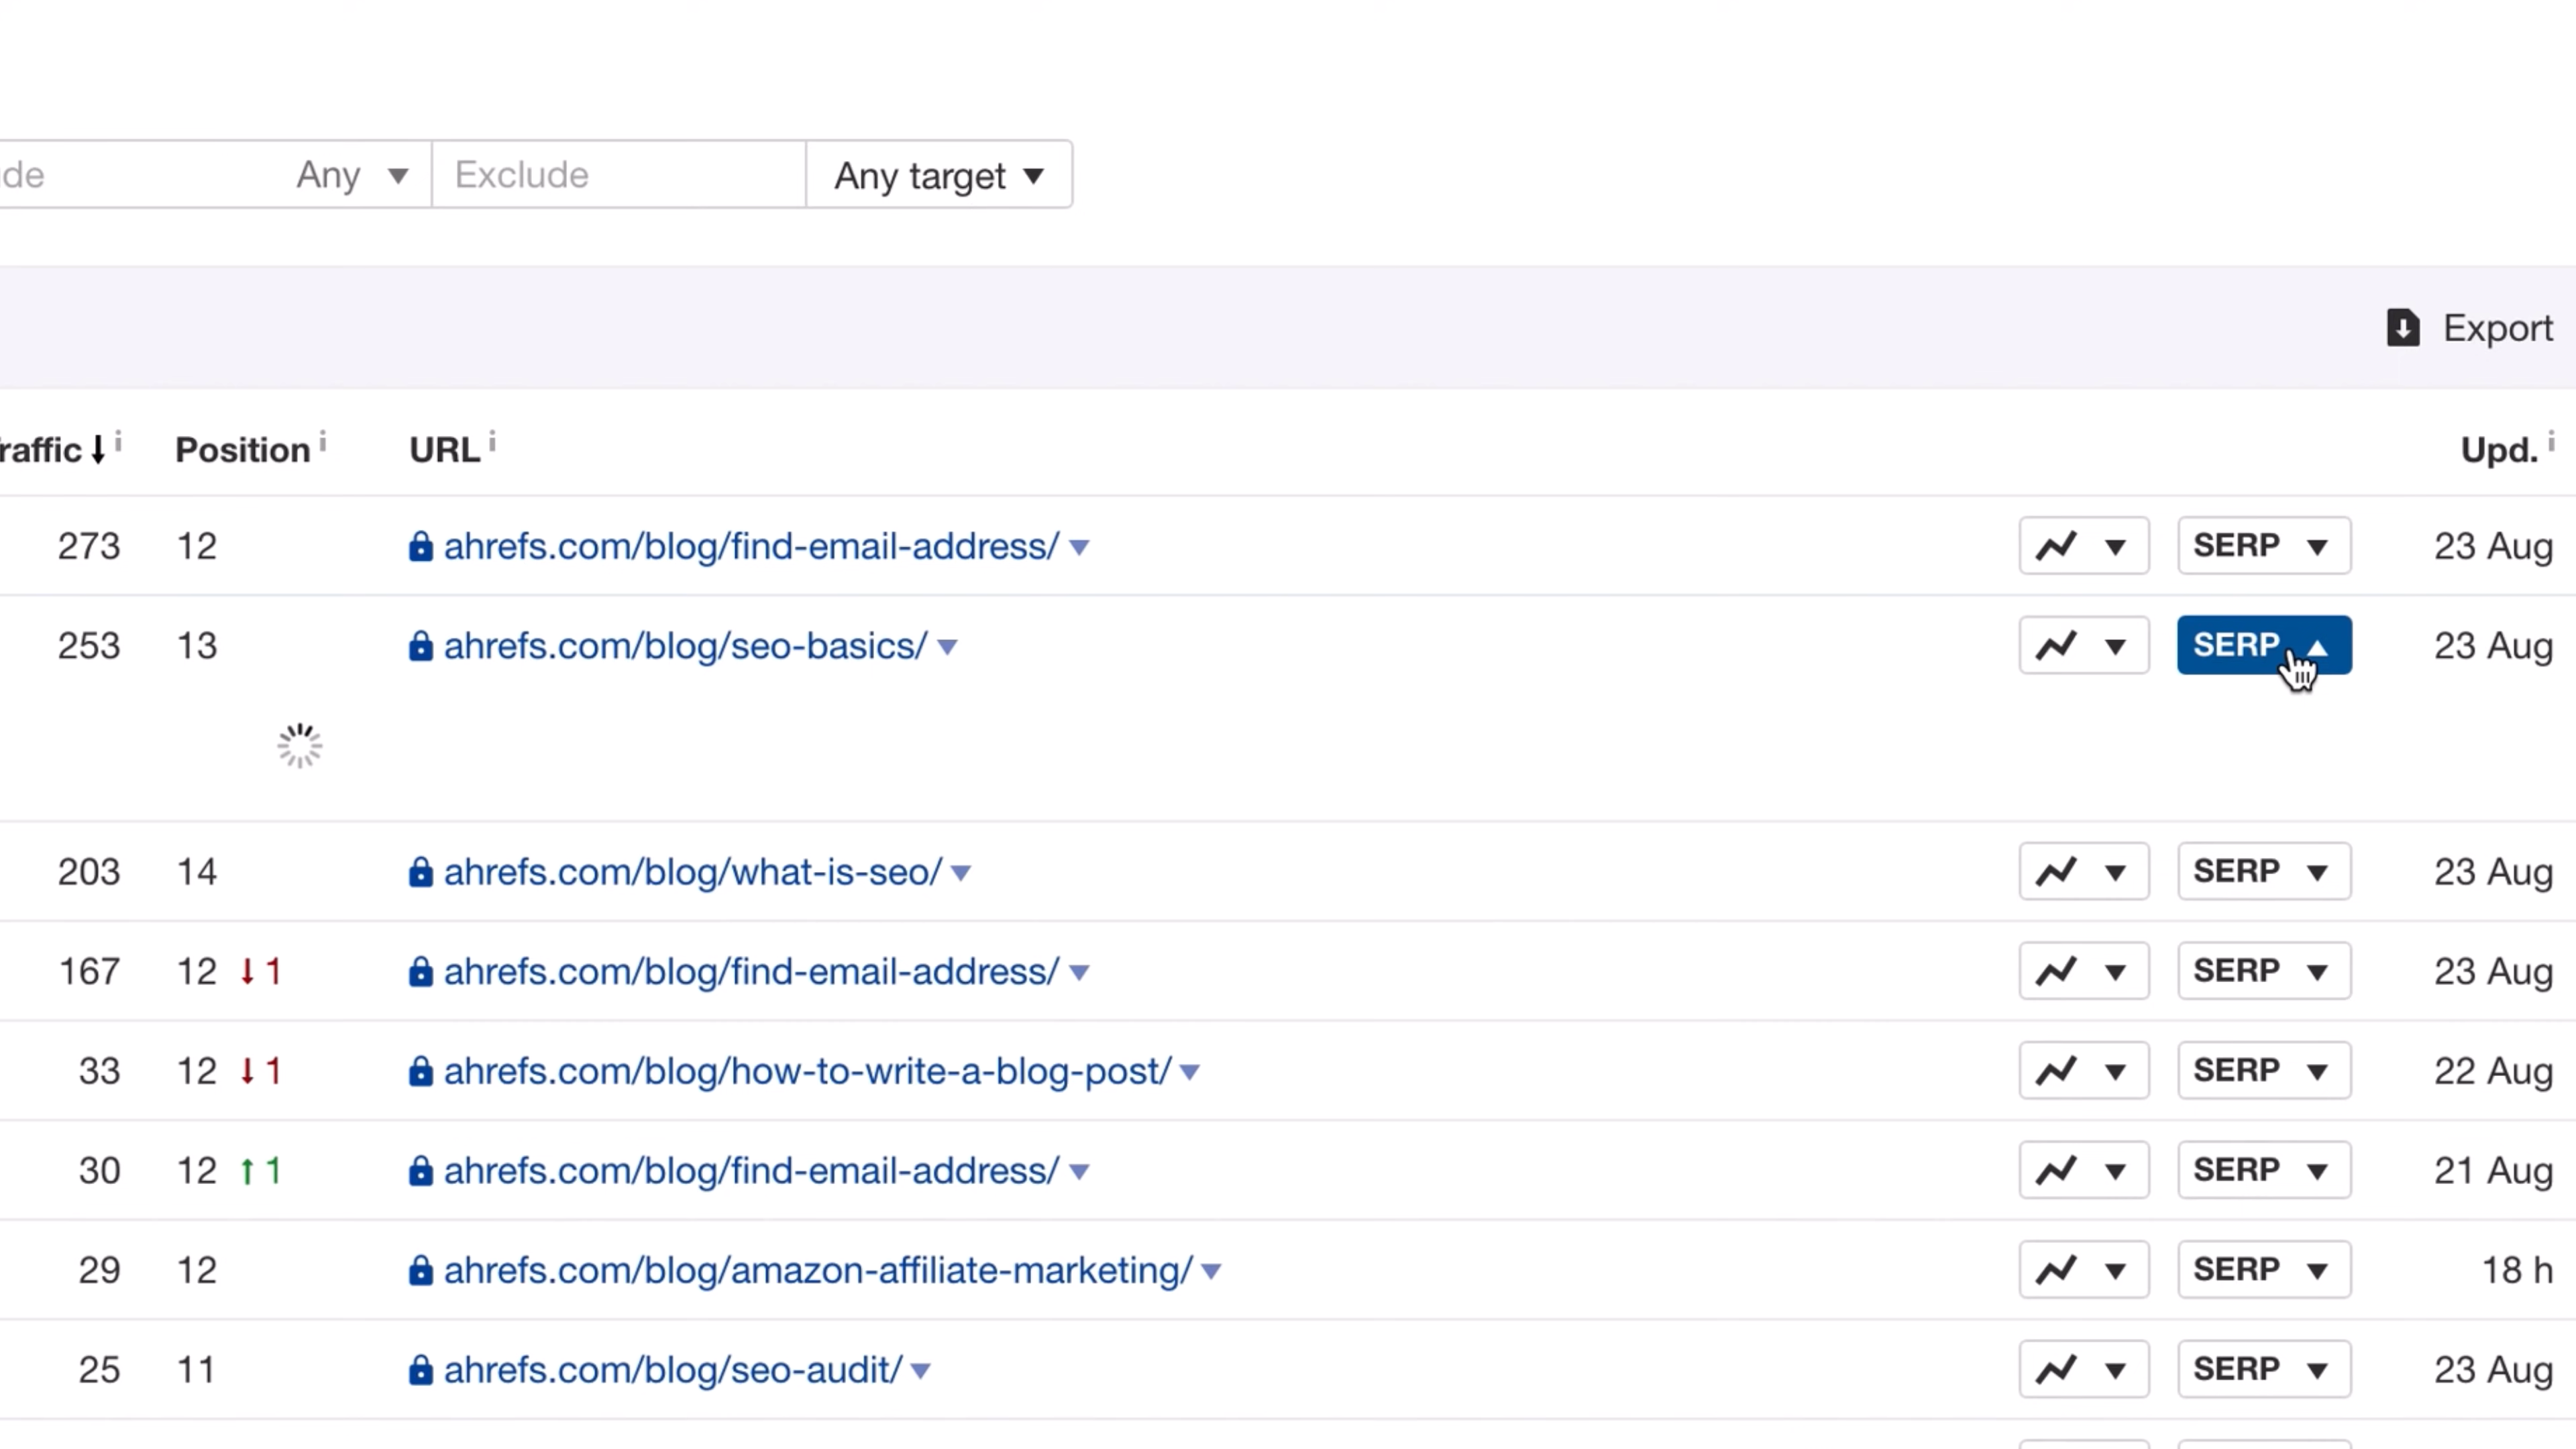 de Any Exclude Any target
Export
raffic Position i URL i Upd. i
273 12 ahrefs.com/blog/find-email-address/ SERP 23 Aug
253 13 ahrefs.com/blog/seo-basics/ SERP 23 Aug
203 14 ahrefs.com/blog/what-is-seo/ SERP 23 Aug
167 12 ↓1 ahrefs.com/blog/find-email-address/ SERP 23 Aug
33 12 ↓1 ahrefs.com/blog/how-to-write-a-blog-post/ SERP 22 Aug
30 12 ↑1 ahrefs.com/blog/find-email-address/ SERP 21 Aug
29 12 ahrefs.com/blog/amazon-affiliate-marketing/ SERP 18 h
25 11 ahrefs.com/blog/seo-audit/ SERP 23 Aug